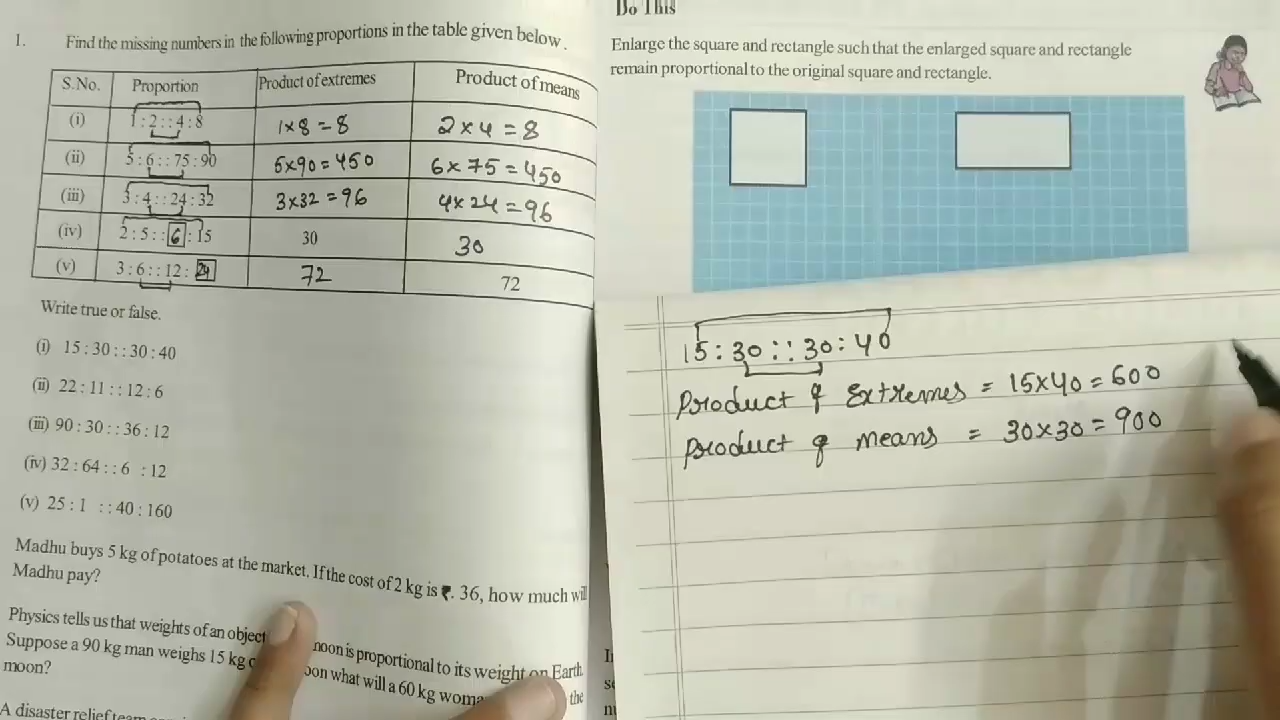 1. Find the missing numbers in the following proportions in the table given below.
S.No. Proportion Product of extremes Product of means
(i) 1 : 2 : : 4 : 8 1 × 8 = 8 2 × 4 = 8
(ii) 5 : 6 : : 75 : 90 5×90 = 450 6 × 75 = 450
(iii) 3 : 4 : : 24 : 32 3×32 = 96 4 × 24 = 96
(iv) 2 : 5 : : 6 : 15 30 30
(v) 3 : 6 : : 12 : 24 72 72
Write true or false.
(i) 15 : 30 : : 30 : 40
(ii) 22 : 11 : : 12 : 6
(iii) 90 : 30 : : 36 : 12
(iv) 32 : 64 : : 6 : 12
(v) 25 : 1 : : 40 : 160
Madhu buys 5 kg of potatoes at the market. If the cost of 2 kg is ₹. 36, how much will
Madhu pay?
Physics tells us that weights of an object moon is proportional to its weight on Earth.
Suppose a 90 kg man weighs 15 kg what will a 60 kg the
moon?
A disaster relief team
Do This
Enlarge the square and rectangle such that the enlarged square and rectangle
remain proportional to the original square and rectangle.
15 : 30 : : 30 : 40
Product of Extremes = 15×40 = 600
Product of Means = 30×30 = 900